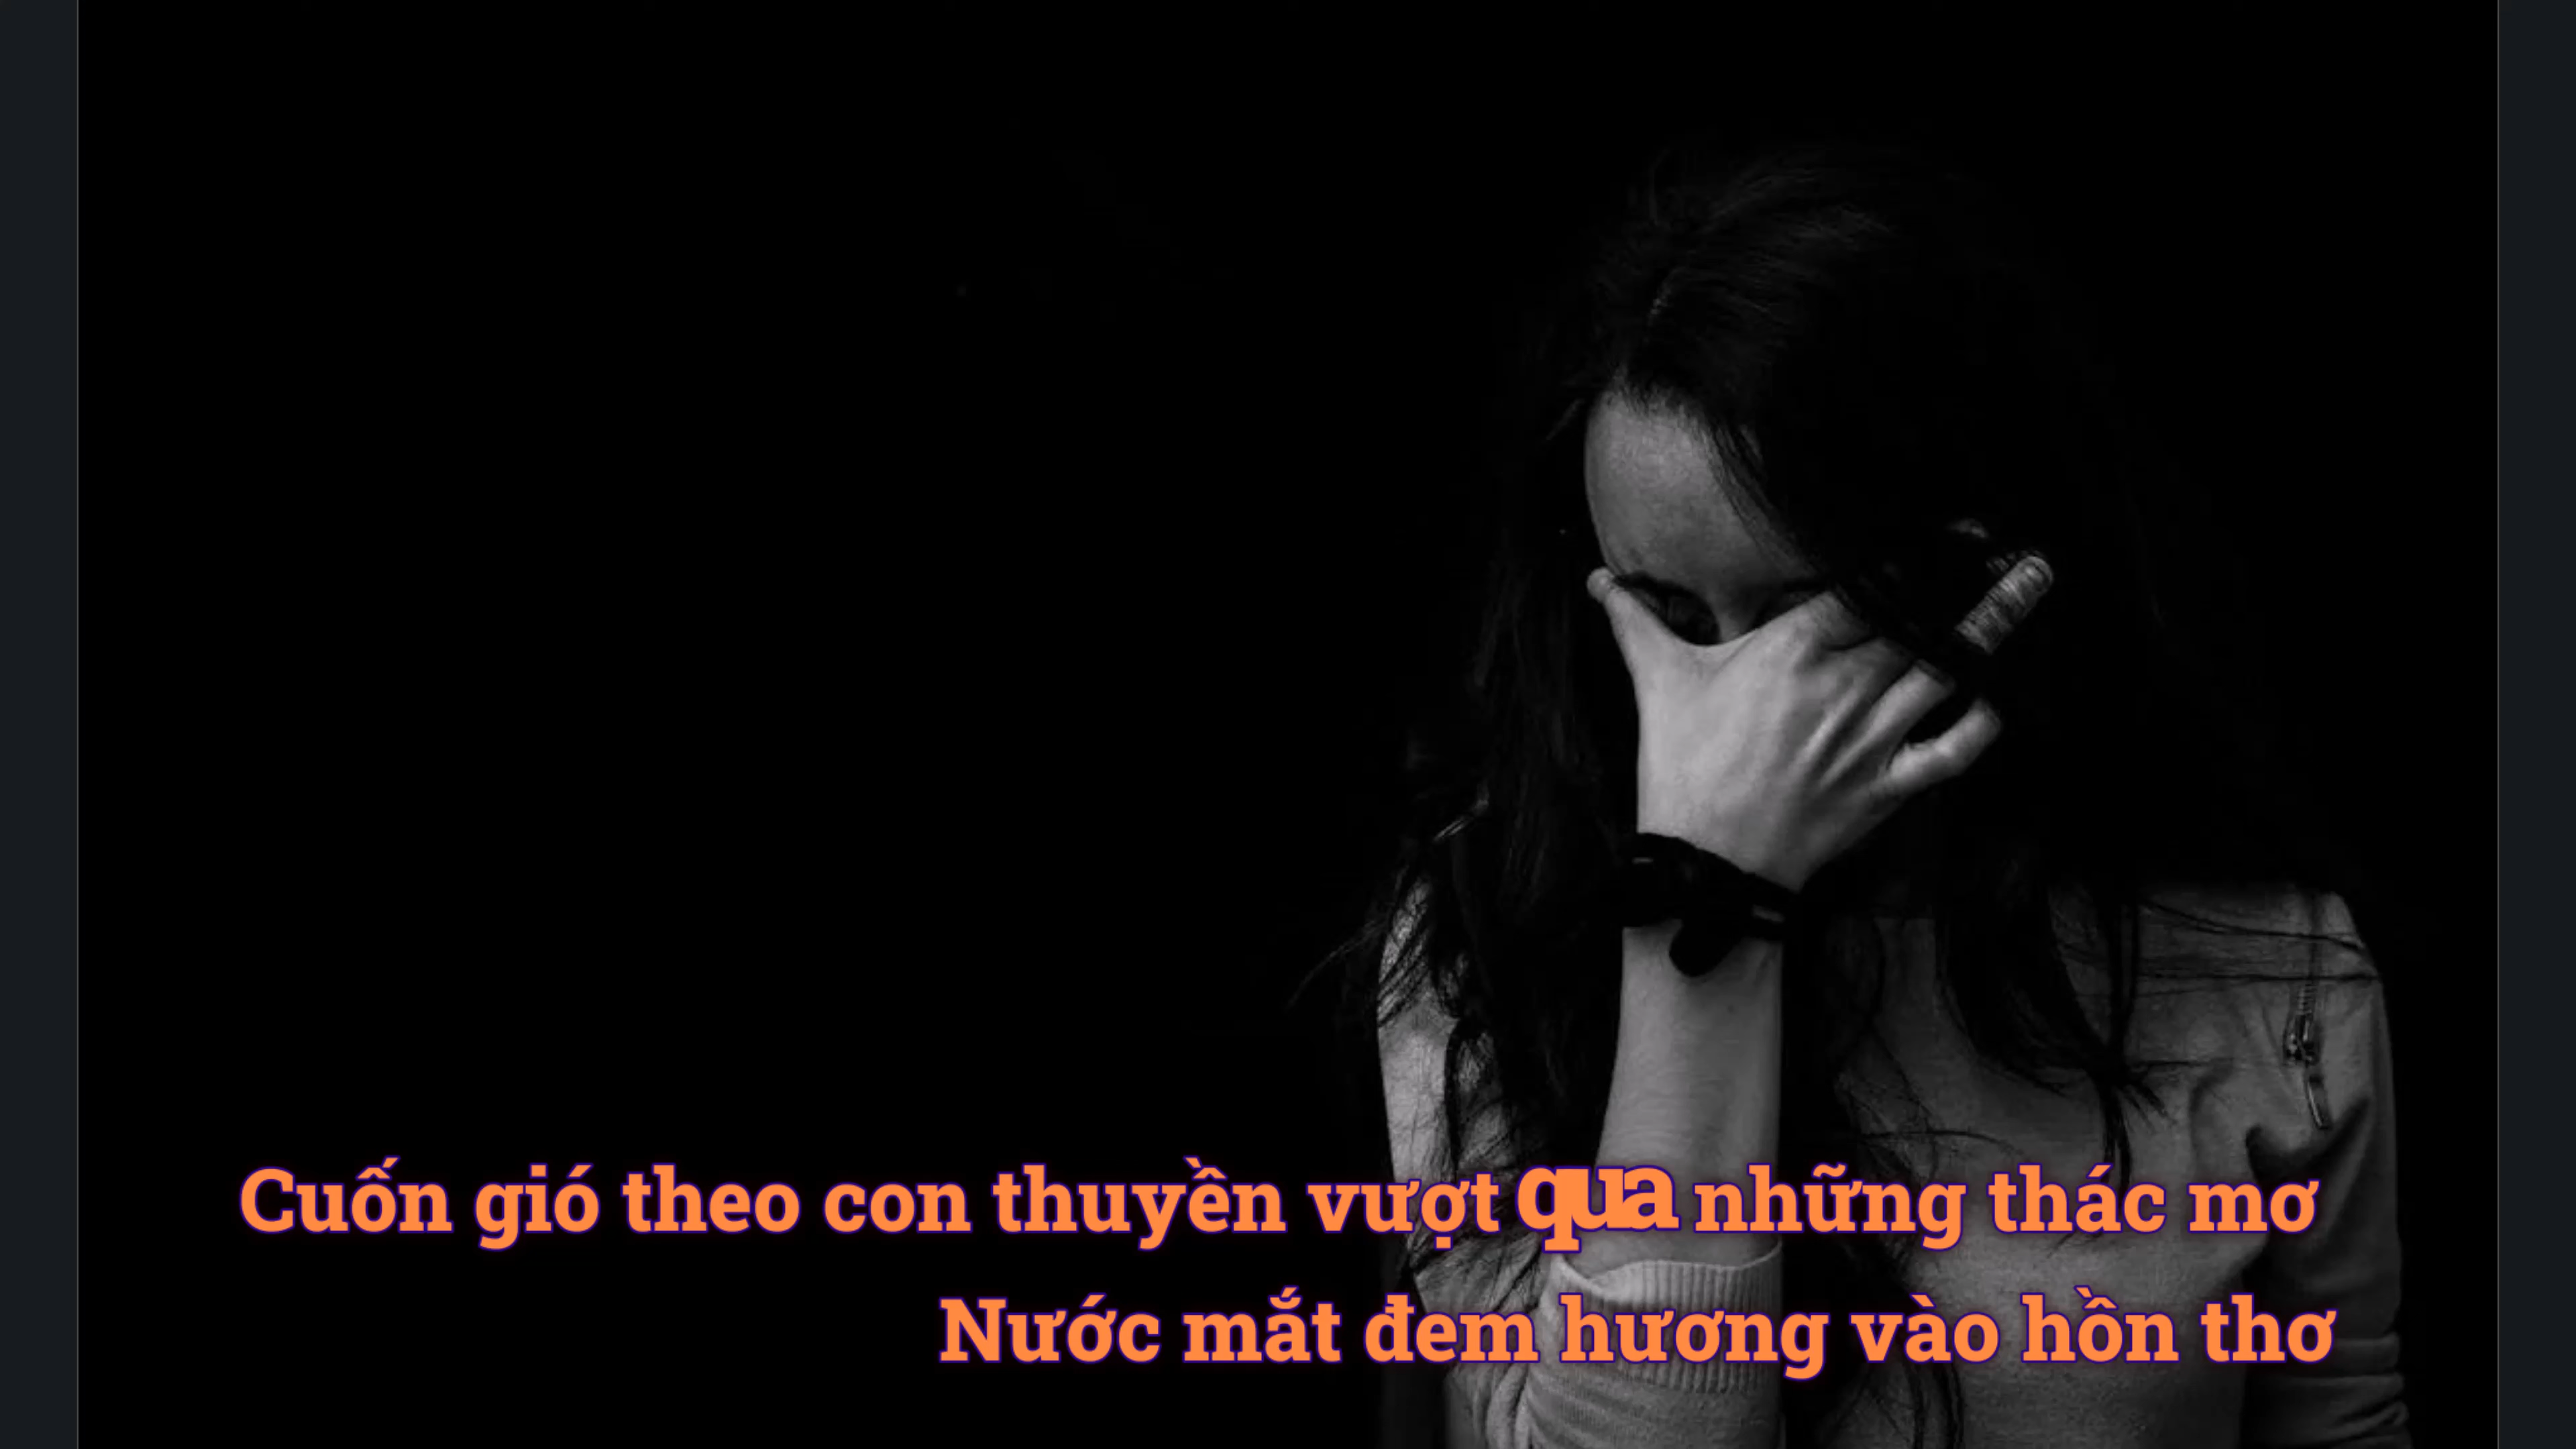 Cuốn gió theo con thuyền vượt qua những thác mơ
Nước mắt đem hương vào hồn thơ